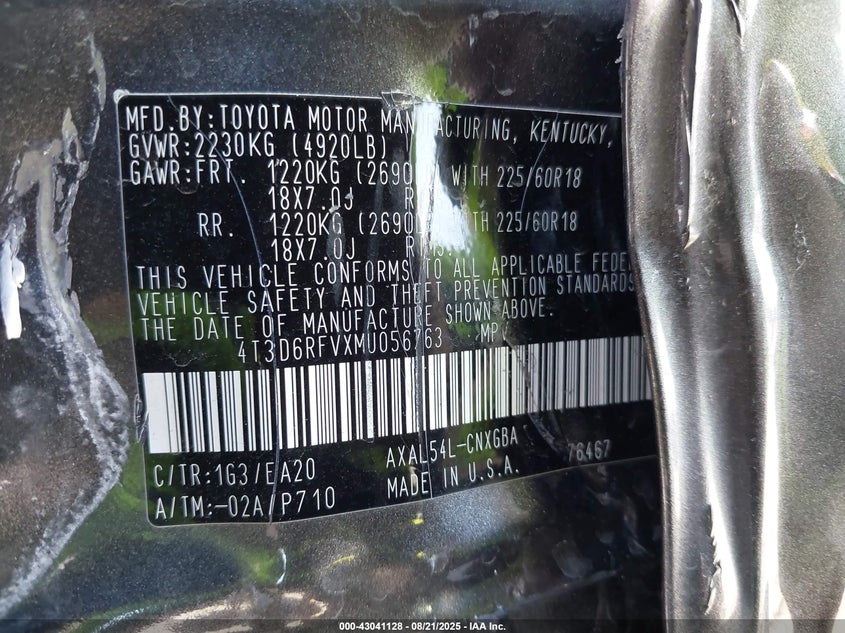 MFD.BY:TOYOTA MOTOR MANUFACTURING, KENTUCKY,
GVWR:2230KG (4920LB)
GAWR:FRT. 1220KG (2690 WITH 225/60R18
18X7.0J R
RR. 1220KG (2690L WITH 225/60R18
18X7.0J
THIS VEHICLE CONFORMS TO ALL APPLICABLE FEDE
VEHICLE SAFETY AND THEFT PREVENTION STANDARDS
THE DATE OF MANUFACTURE SHOWN ABOVE.
4T3D6RFVXMU056763 MP
AXAL54L-CNXGBA 76467
C/TR:1G3/EA20 MADE IN U.S.A.
A/TM:-02A/P710
000-43041128 - 08/21/2025 - IAA Inc.